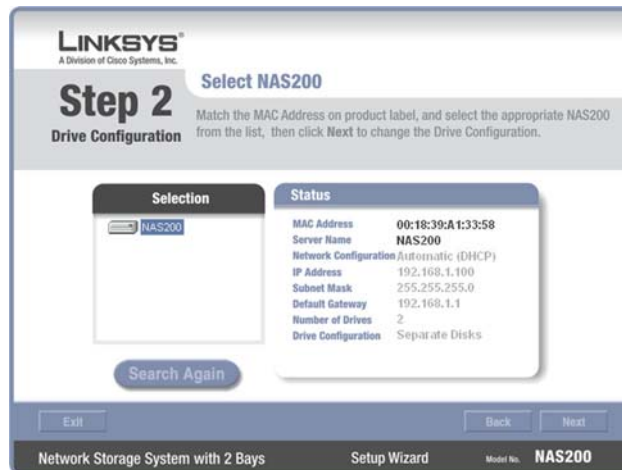 LINKSYS®
A Division of Cisco Systems, Inc.
Step 2
Drive Configuration
Select NAS200
Match the MAC Address on product label, and select the appropriate NAS200
from the list, then click Next to change the Drive Configuration.
Selection
NAS200
Status
MAC Address 00:18:39:A1:33:58
Server Name NAS200
Network Configuration Automatic (DHCP)
IP Address 192.168.1.100
Subnet Mask 255.255.255.0
Default Gateway 192.168.1.1
Number of Drives 2
Drive Configuration Separate Disks
Search Again
Exit
Back
Next
Network Storage System with 2 Bays
Setup Wizard
Model No. NAS200